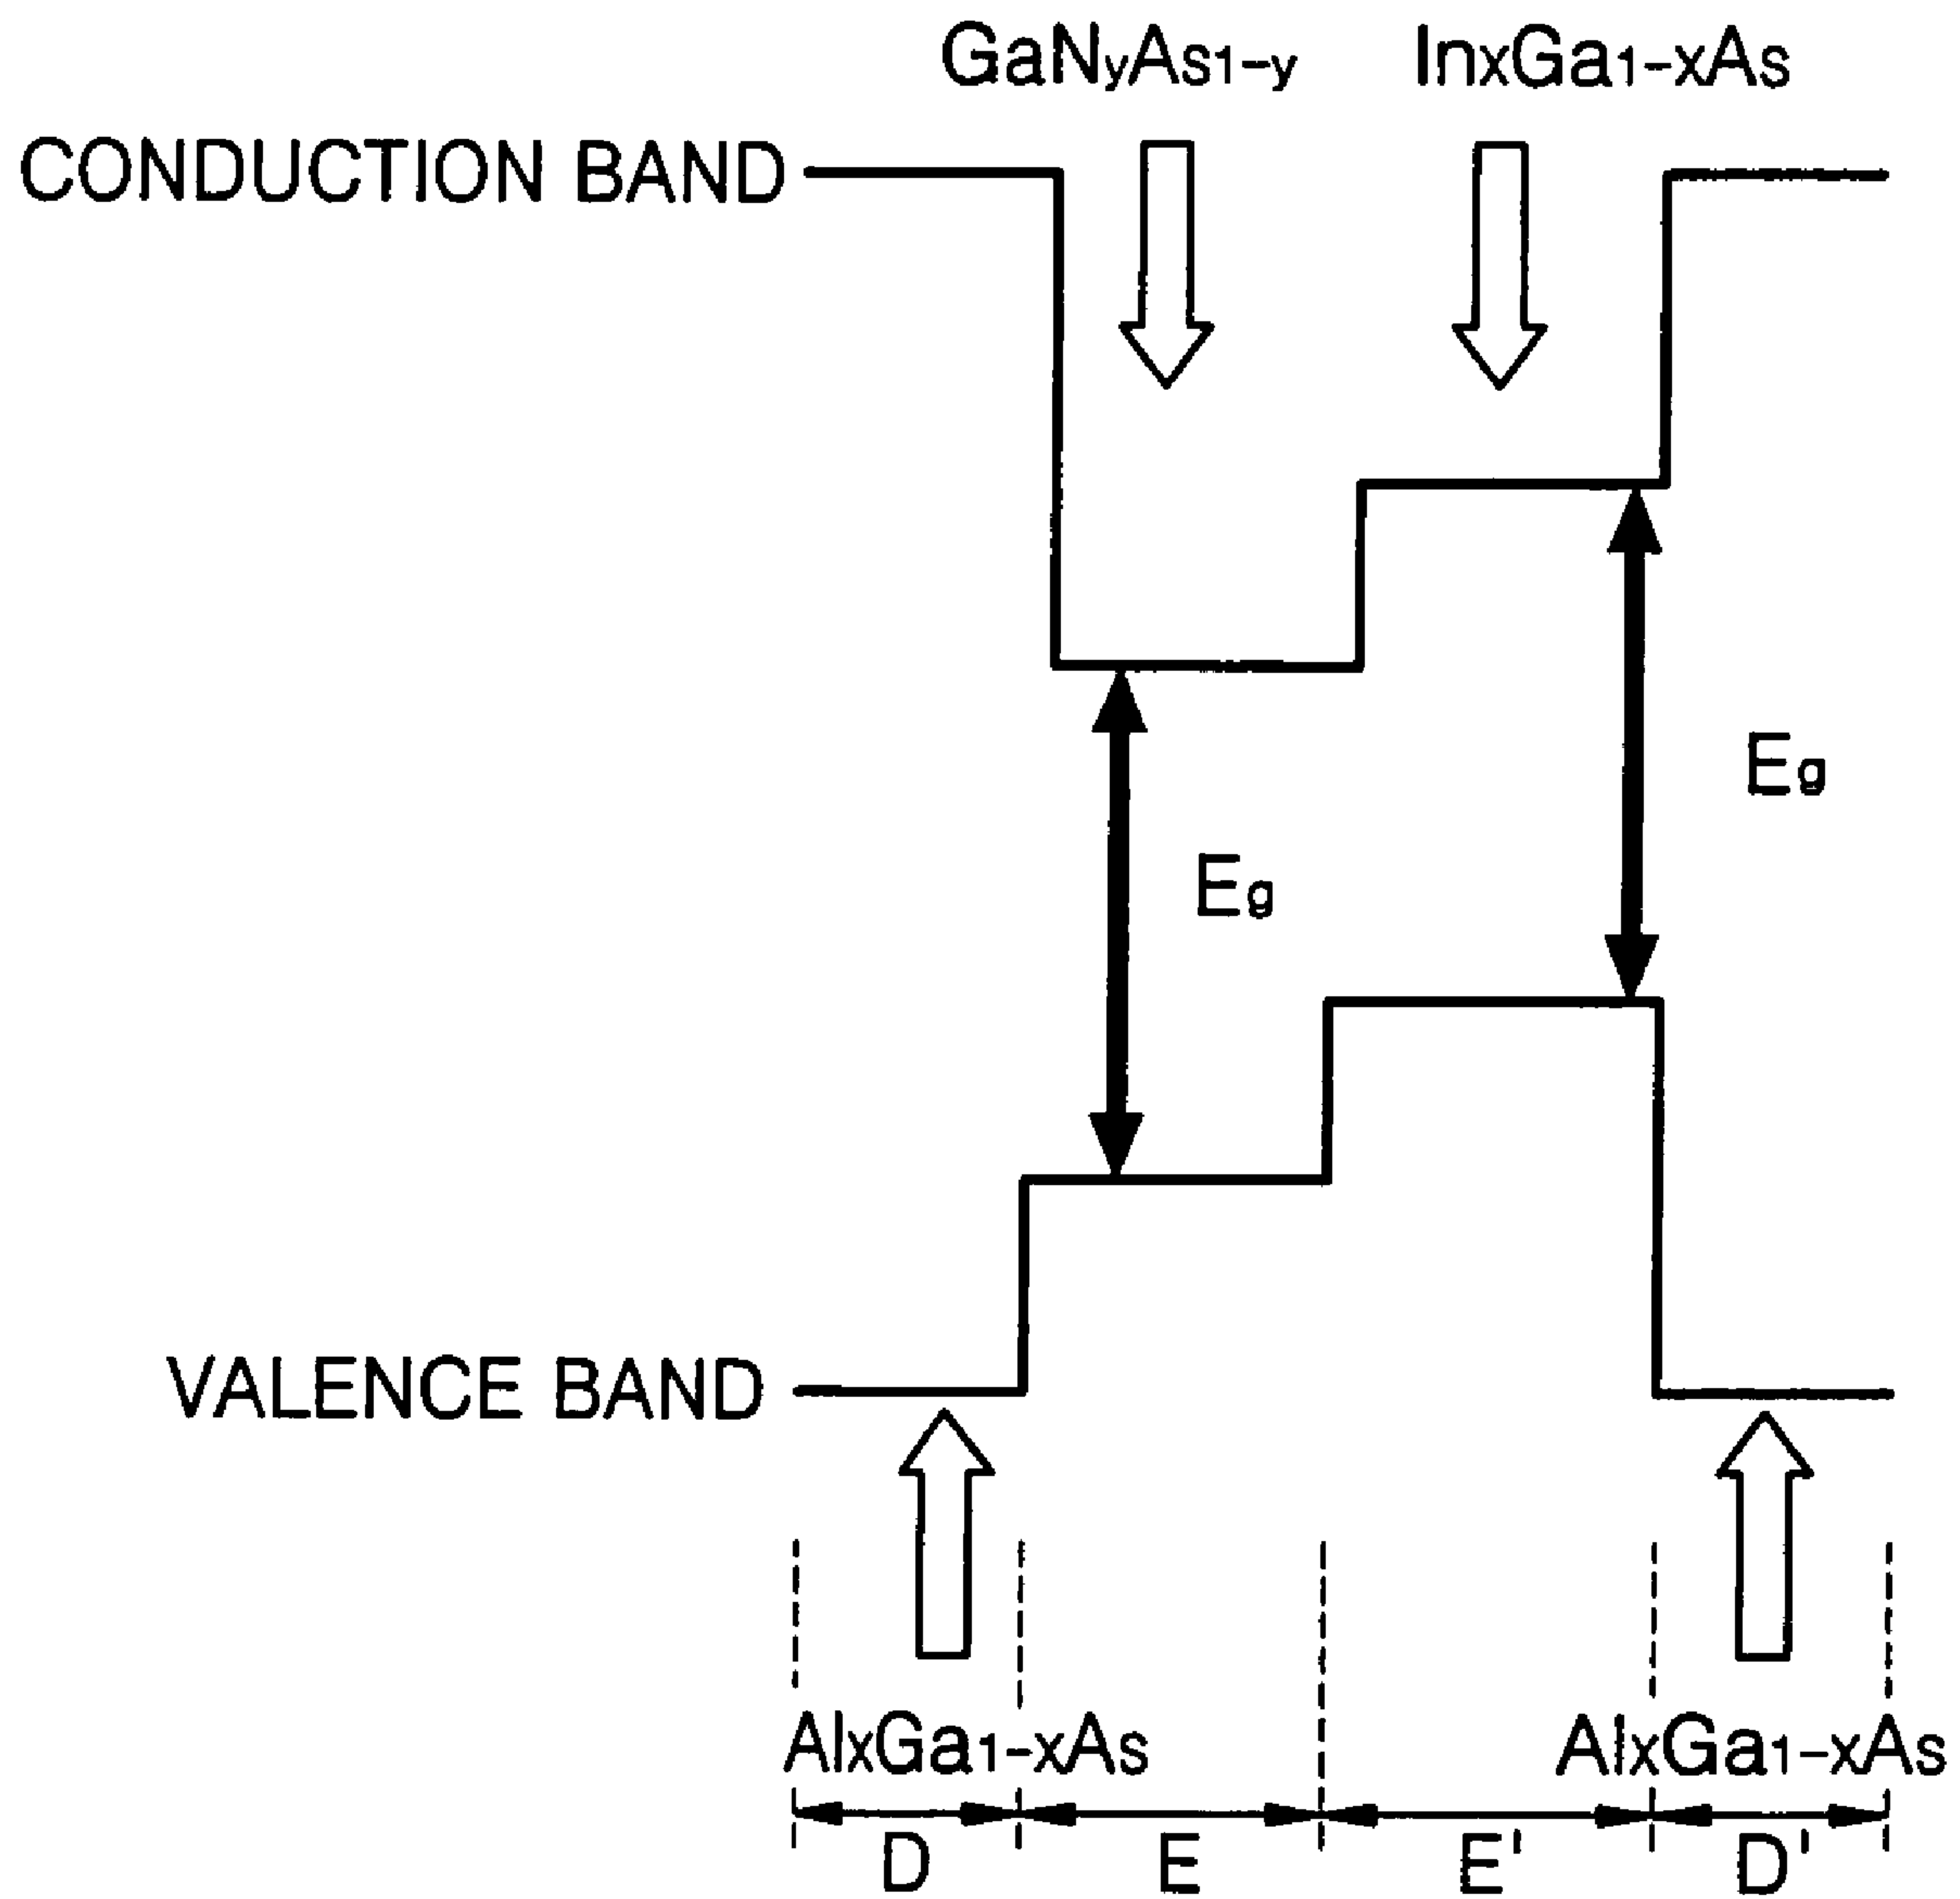 GaNyAs1-y
InxGa1-xAs
CONDUCTION BAND
Eg
Eg
VALENCE BAND
AlxGa1-xAs
AlxGa1-xAs
D
E
E'
D'